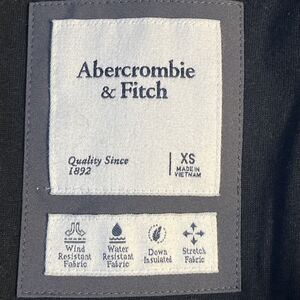 Abercrombie
& Fitch
Quality Since
1892
XS
MADE IN
VIETNAM
Wind
Resistant
Fabric
Water
Resistant
Fabric
Down
Insulated
Stretch
Fabric